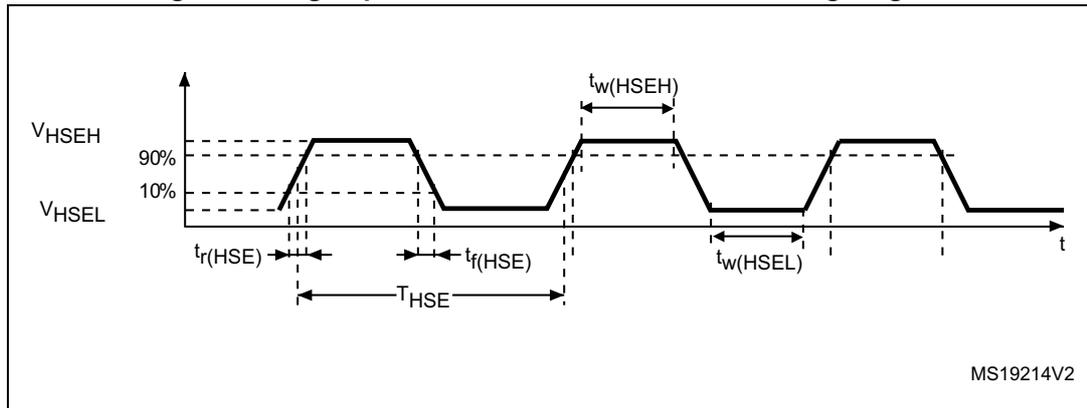 tw(HSEH)
VHSEH
90%
10%
VHSEL
tr(HSE)
tf(HSE)
tw(HSEL)
t
THSE
MS19214V2